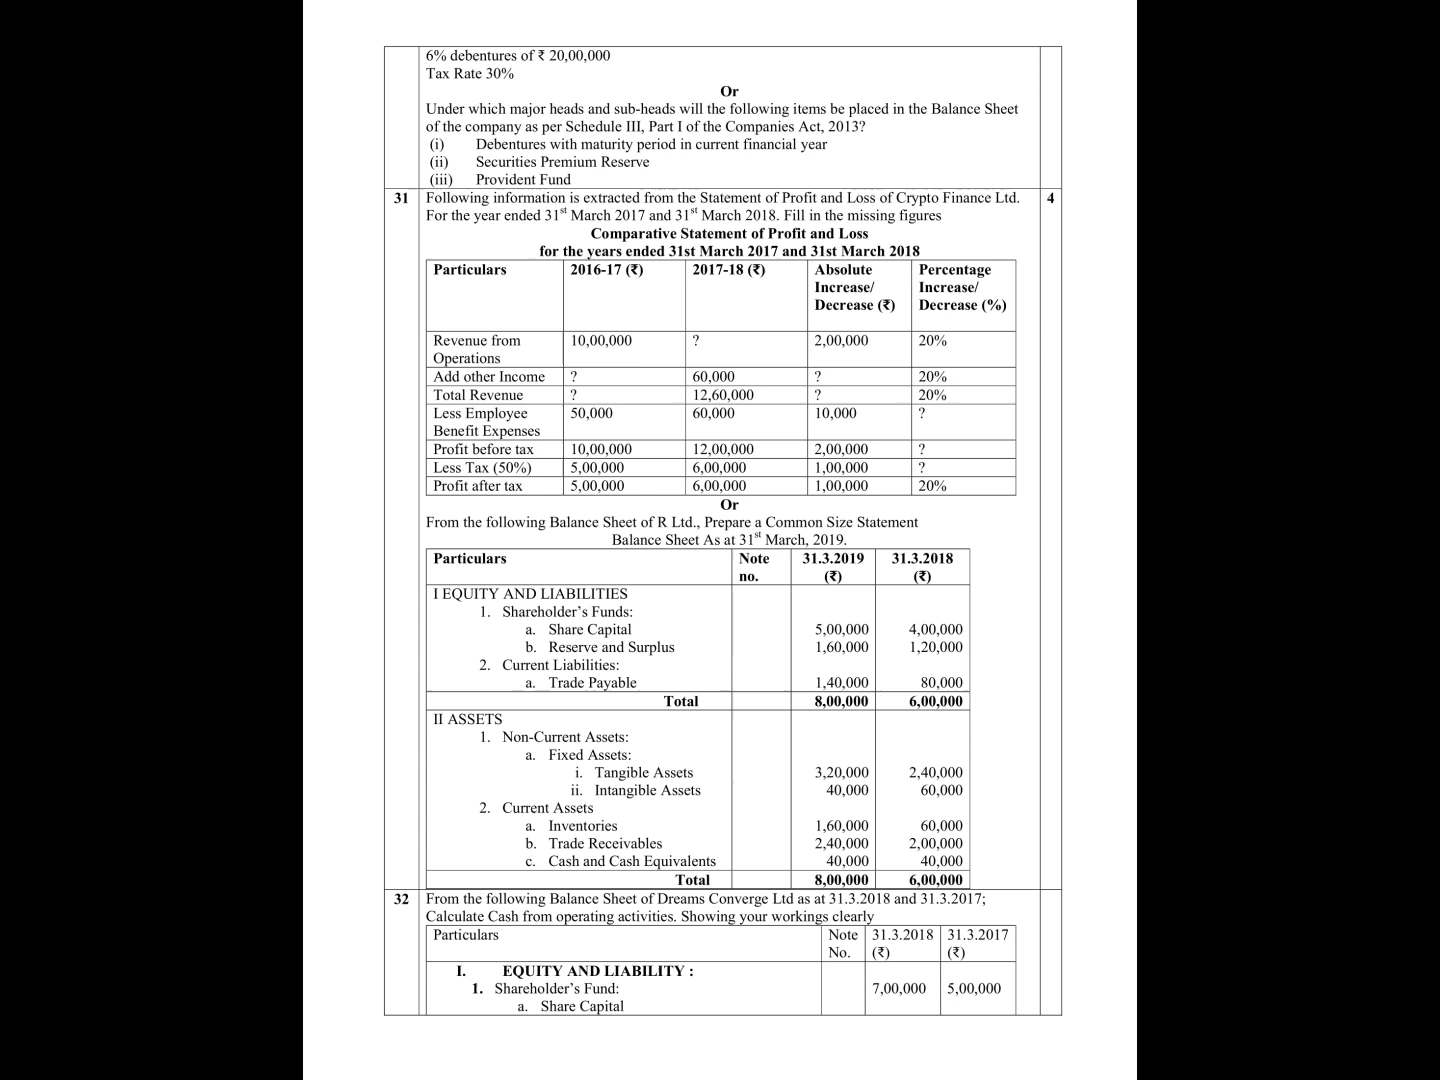 6% debentures of ₹ 20,00,000
Tax Rate 30%
Or
Under which major heads and sub-heads will the following items be placed in the Balance Sheet
of the company as per Schedule III, Part I of the Companies Act, 2013?
(i) Debentures with maturity period in current financial year
(ii) Securities Premium Reserve
(iii) Provident Fund
31 Following information is extracted from the Statement of Profit and Loss of Crypto Finance Ltd. 4
For the year ended 31st March 2017 and 31st March 2018. Fill in the missing figures
Comparative Statement of Profit and Loss
for the years ended 31st March 2017 and 31st March 2018
Particulars 2016-17 (₹) 2017-18 (₹) Absolute Percentage
Increase/ Increase/
Decrease (₹) Decrease (%)
Revenue from 10,00,000 ? 2,00,000 20%
Operations
Add other Income ? 60,000 ? 20%
Total Revenue ? 12,60,000 ? 20%
Less Employee 50,000 60,000 10,000 ?
Benefit Expenses
Profit before tax 10,00,000 12,00,000 2,00,000 ?
Less Tax (50%) 5,00,000 6,00,000 1,00,000 ?
Profit after tax 5,00,000 6,00,000 1,00,000 20%
Or
From the following Balance Sheet of R Ltd., Prepare a Common Size Statement
Balance Sheet As at 31st March, 2019.
Particulars Note 31.3.2019 31.3.2018
no. (₹) (₹)
I EQUITY AND LIABILITIES
1. Shareholder's Funds:
a. Share Capital 5,00,000 4,00,000
b. Reserve and Surplus 1,60,000 1,20,000
2. Current Liabilities:
a. Trade Payable 1,40,000 80,000
Total 8,00,000 6,00,000
II ASSETS
1. Non-Current Assets:
a. Fixed Assets:
i. Tangible Assets 3,20,000 2,40,000
ii. Intangible Assets 40,000 60,000
2. Current Assets
a. Inventories 1,60,000 60,000
b. Trade Receivables 2,40,000 2,00,000
c. Cash and Cash Equivalents 40,000 40,000
Total 8,00,000 6,00,000
32 From the following Balance Sheet of Dreams Converge Ltd as at 31.3.2018 and 31.3.2017;
Calculate Cash from operating activities. Showing your workings clearly
Particulars Note 31.3.2018 31.3.2017
No. (₹) (₹)
I. EQUITY AND LIABILITY :
1. Shareholder's Fund: 7,00,000 5,00,000
a. Share Capital